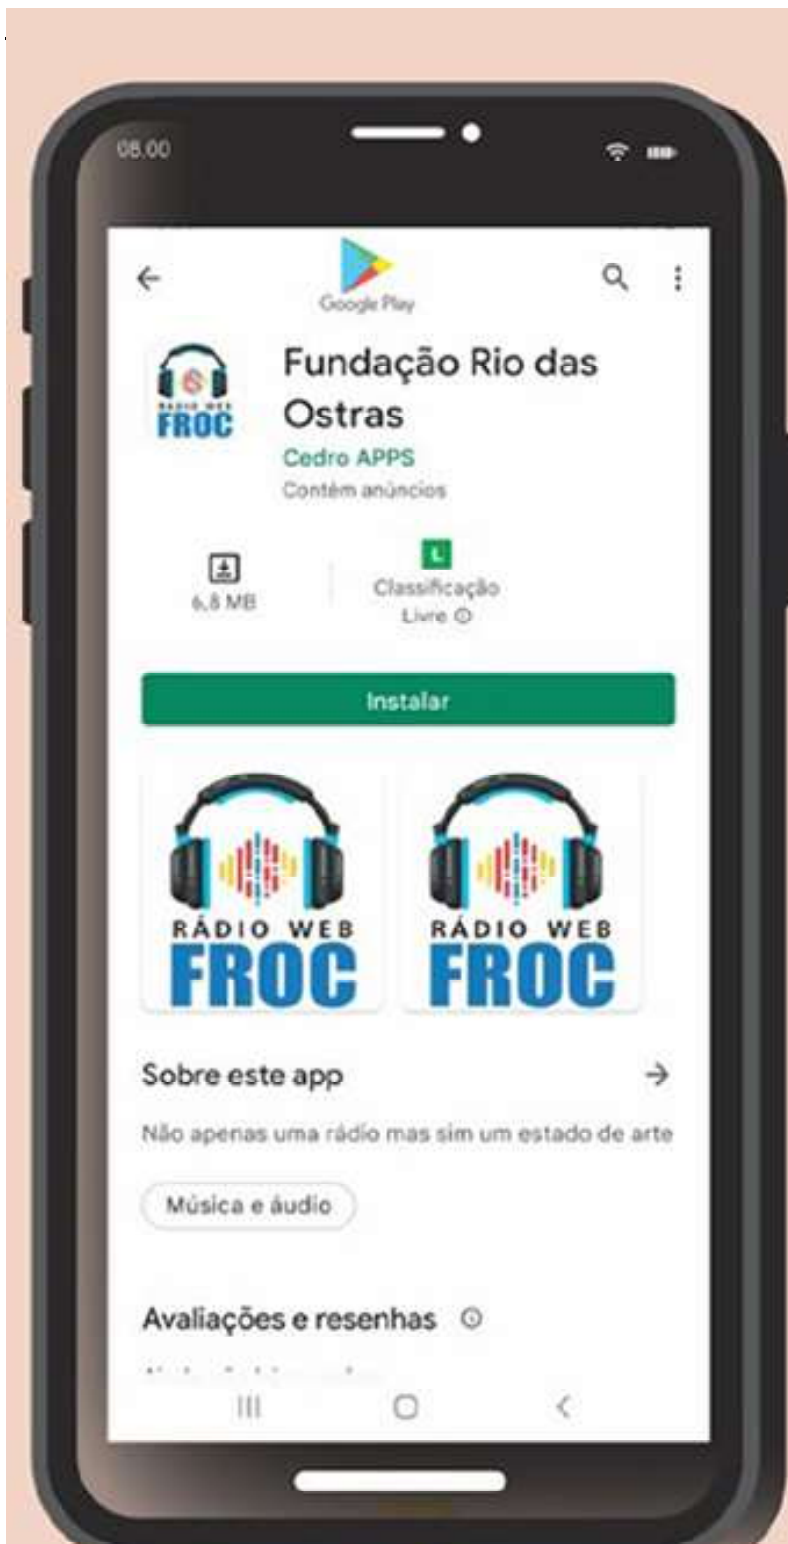 08.00
Google Play
Fundação Rio das
Ostras
RÁDIO WEB
FROC
Cedro APPS
Contém anúncios
L
6,8 MB
Classificação
Livre
Instalar
RÁDIO WEB
FROC
RÁDIO WEB
FROC
Sobre este app
Não apenas uma rádio mas sim um estado de arte
Música e áudio
Avaliações e resenhas